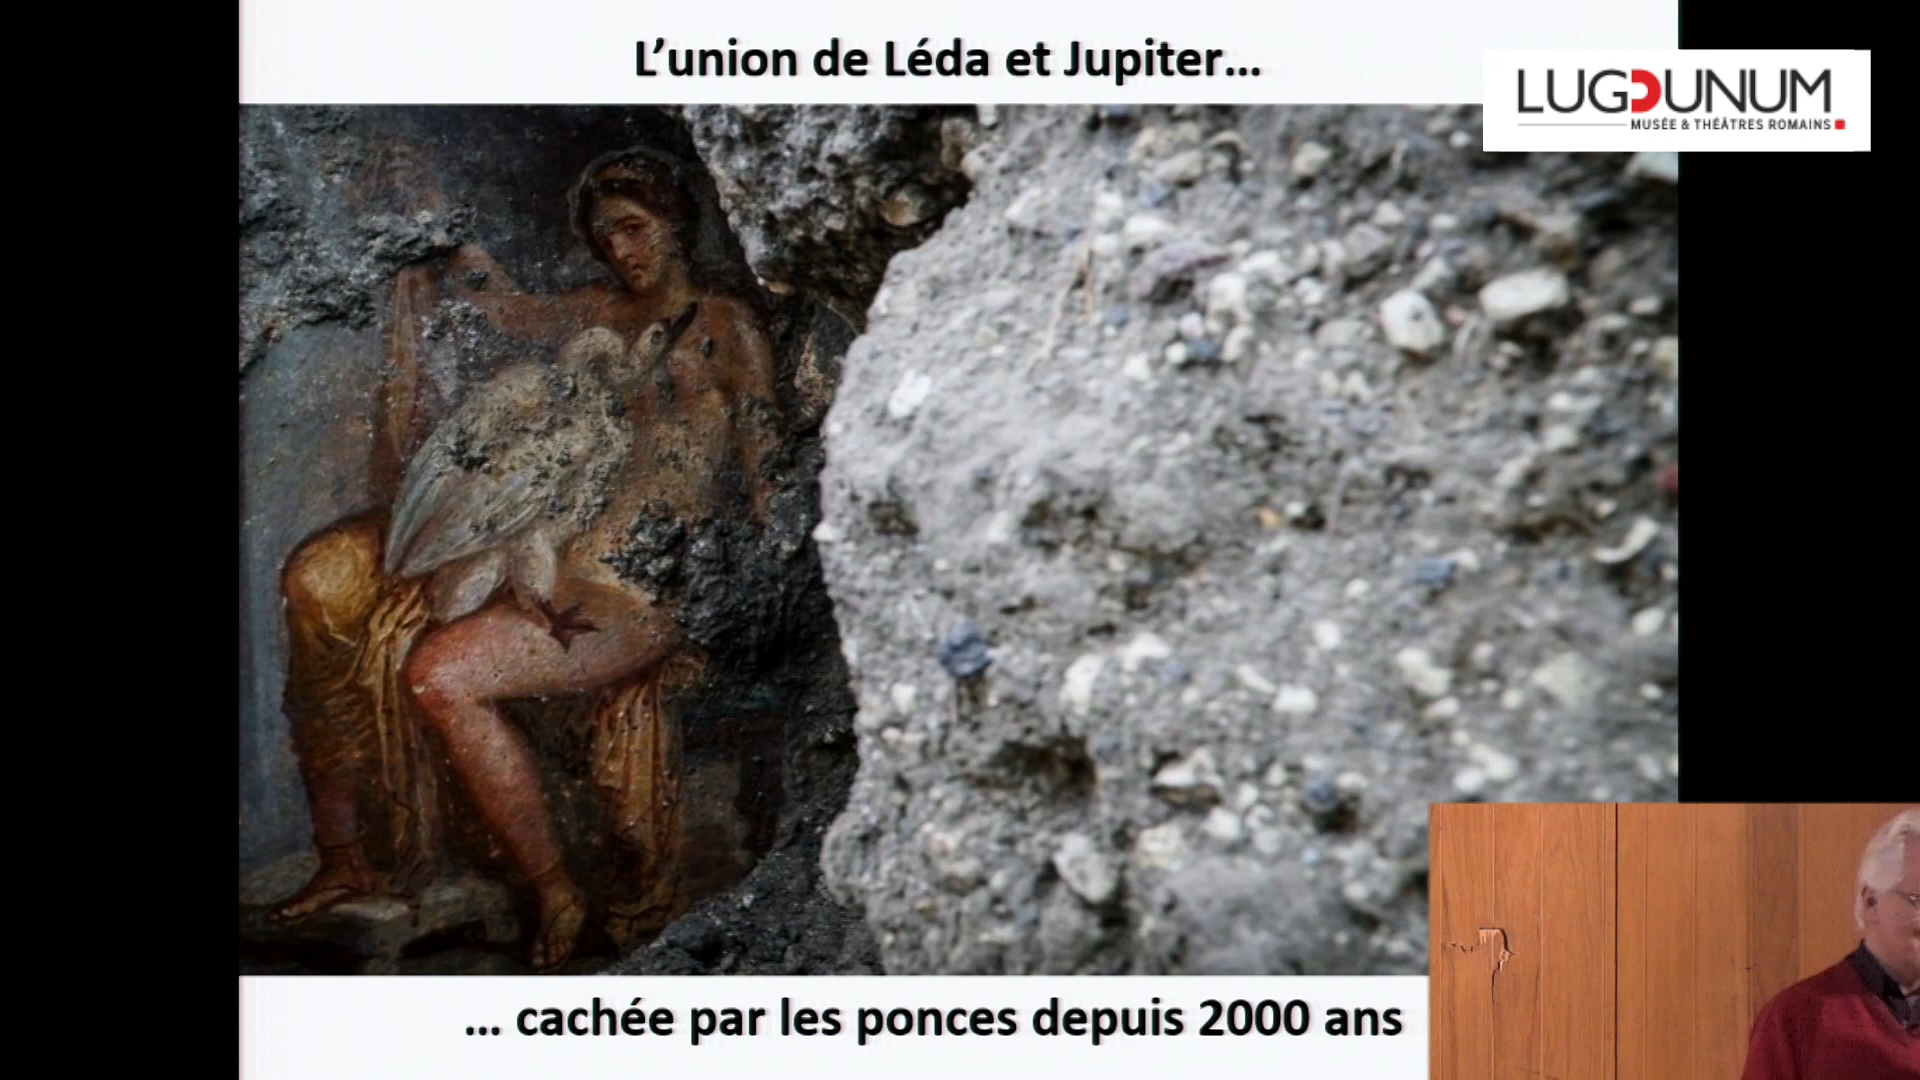 L’union de Léda et Jupiter...
LUGDUNUM
MUSÉE & THÉÂTRES ROMAINS
... cachée par les ponces depuis 2000 ans